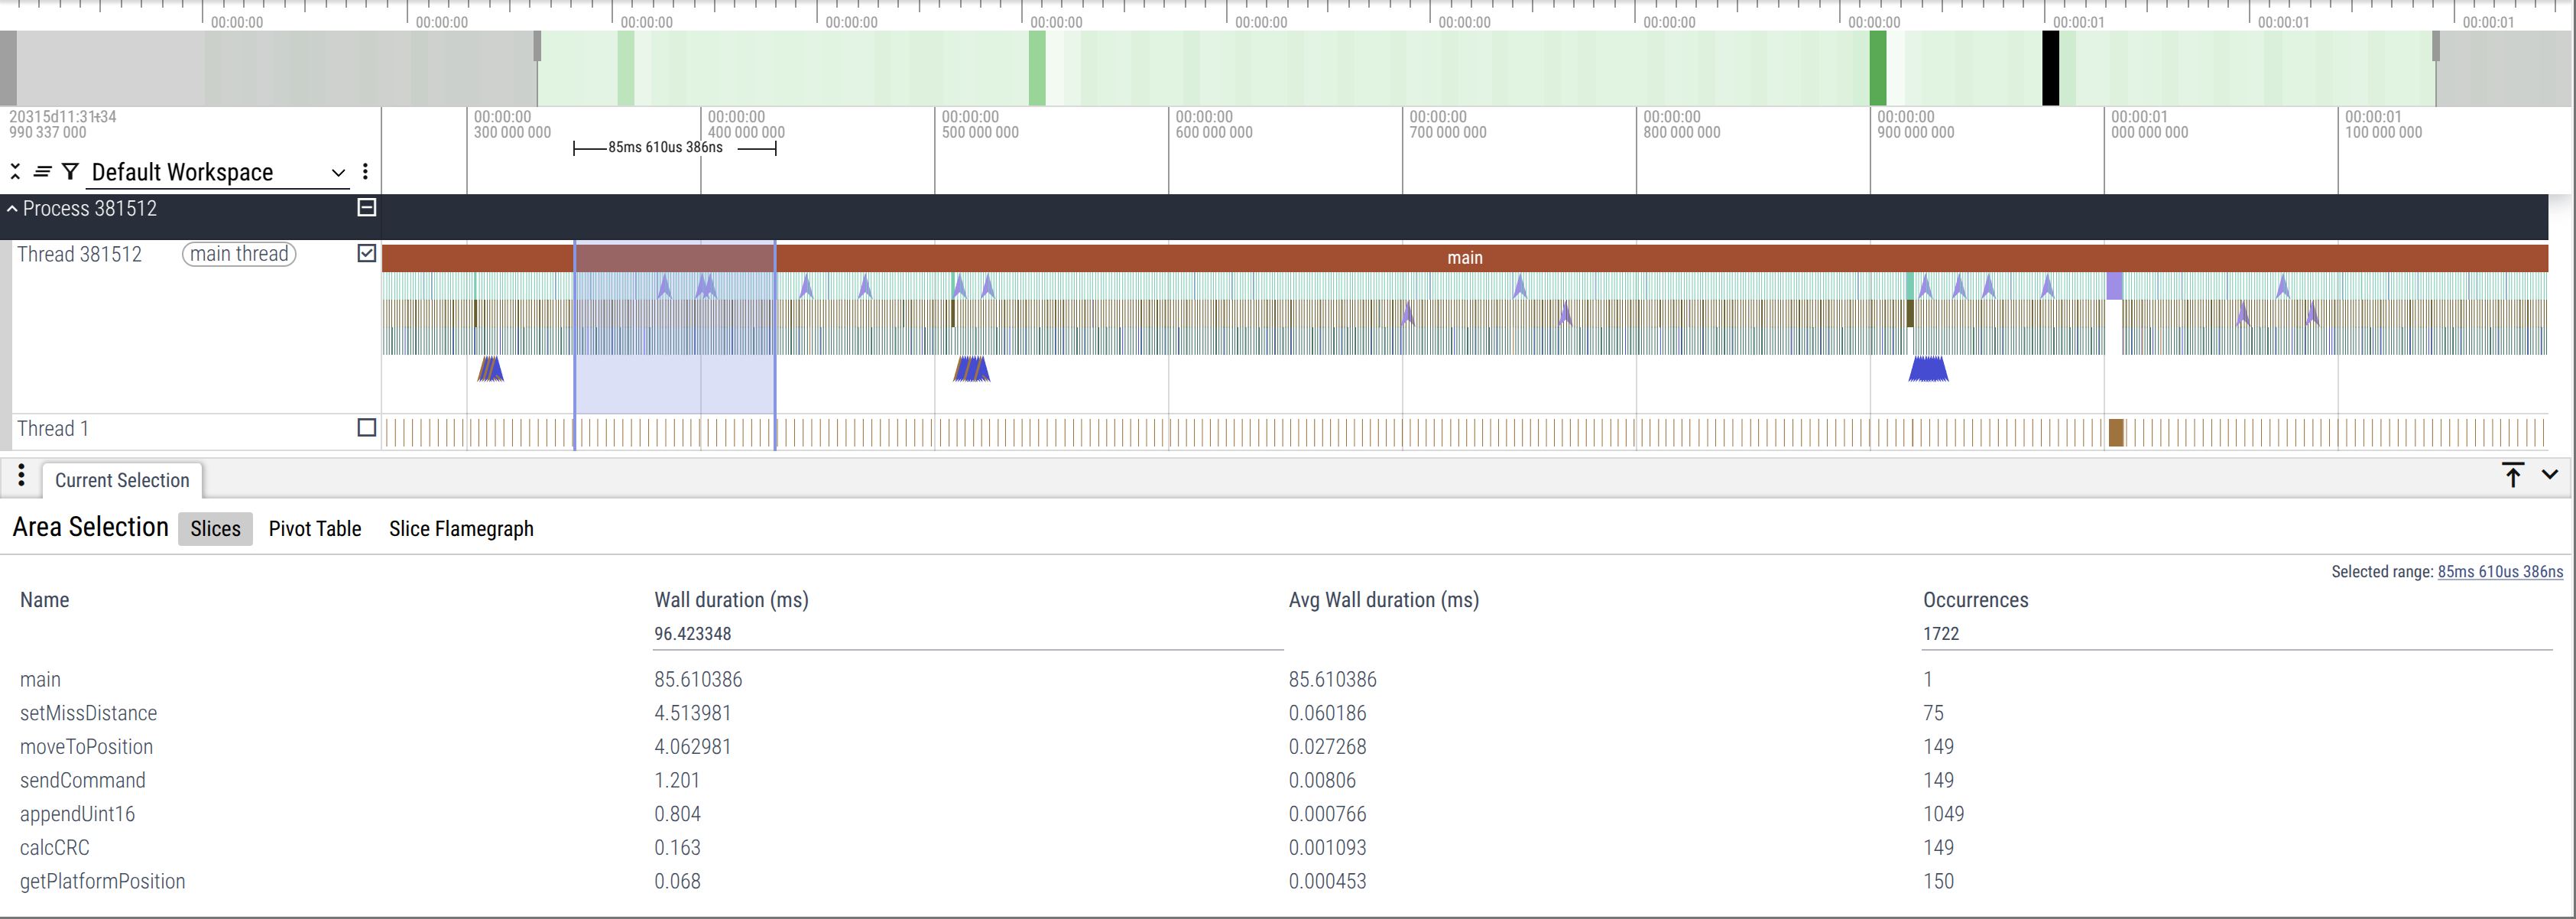 00:00:00 00:00:00 00:00:00 00:00:00 00:00:00 00:00:00 00:00:00 00:00:00 00:00:00 00:00:01 00:00:01 00:00:01
20315d11:31:34 00:00:00 00:00:00 00:00:00 00:00:00 00:00:00 00:00:00 00:00:00 00:00:01 00:00:01
990 337 000 300 000 000 400 000 000 500 000 000 600 000 000 700 000 000 800 000 000 900 000 000 000 000 000 100 000 000
85ms 610us 386ns
Default Workspace
Process 381512
Thread 381512 main thread main
Thread 1
Current Selection
Area Selection Slices Pivot Table Slice Flamegraph
Selected range: 85ms 610us 386ns
Name Wall duration (ms) Avg Wall duration (ms) Occurrences
96.423348 1722
main 85.610386 85.610386 1
setMissDistance 4.513981 0.060186 75
moveToPosition 4.062981 0.027268 149
sendCommand 1.201 0.00806 149
appendUint16 0.804 0.000766 1049
calcCRC 0.163 0.001093 149
getPlatformPosition 0.068 0.000453 150